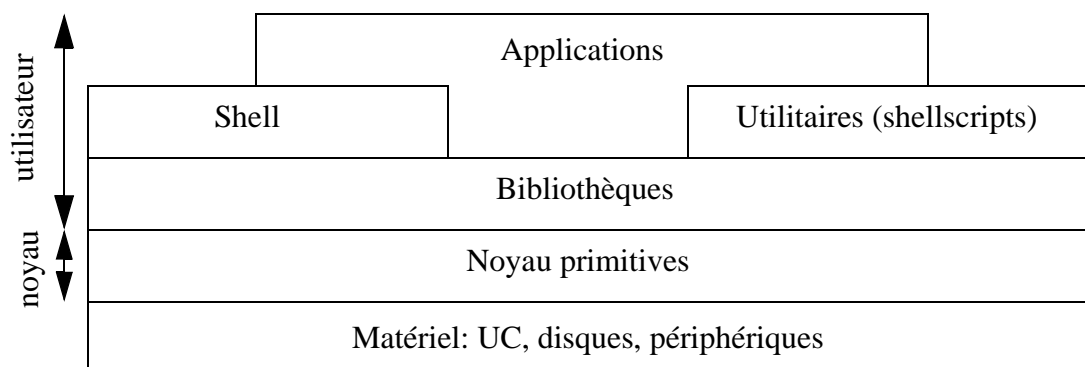 Applications
utilisateur
Shell
Utilitaires (shellscripts)
Bibliothèques
noyau
Noyau primitives
Matériel: UC, disques, périphériques